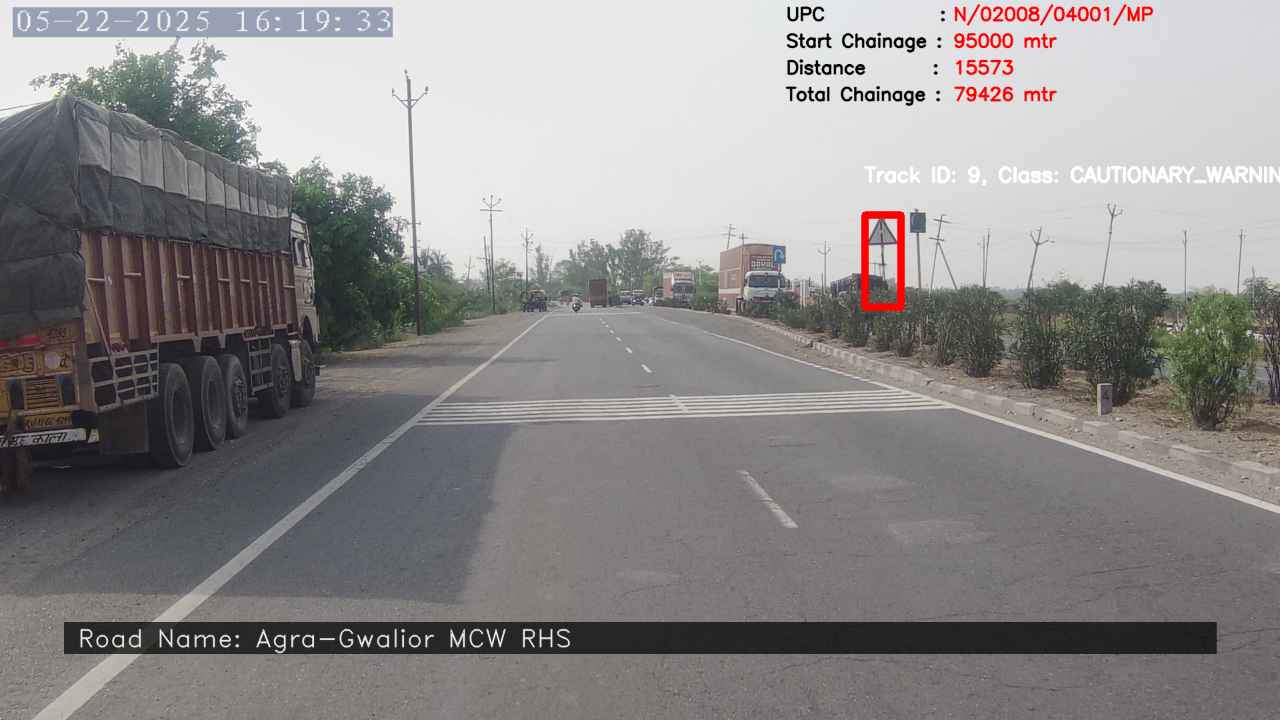 05-22-2025 16:19:33
UPC : N/02008/04001/MP
Start Chainage : 95000 mtr
Distance : 15573
Total Chainage : 79426 mtr
Track ID: 9, Class: CAUTIONARY_WARNIN
Road Name: Agra-Gwalior MCW RHS